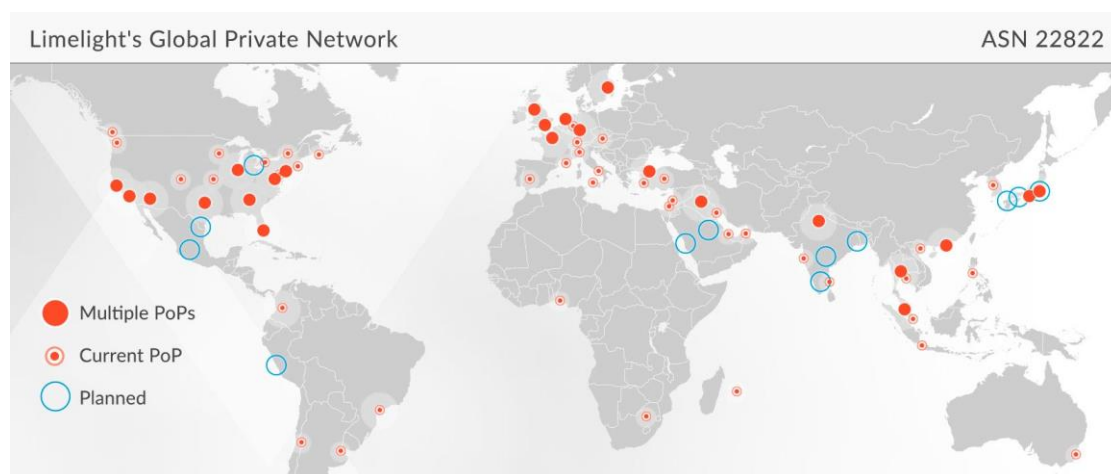 Limelight's Global Private Network
ASN 22822
Multiple PoPs
Current PoP
Planned